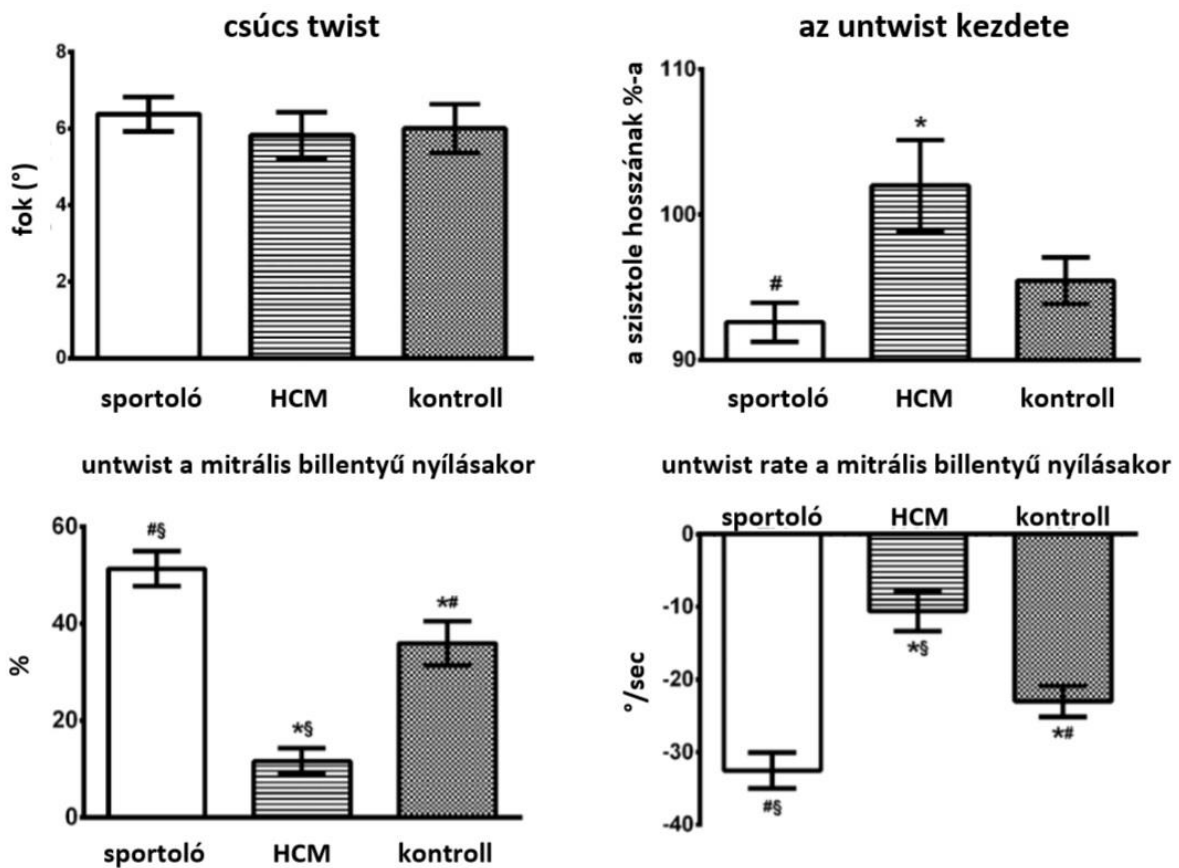 csúcs twist
8
6
4
2
0
fok (°)
sportoló HCM kontroll
az untwist kezdete
110
100
90
a szisztole hosszának %-a
#
*
sportoló HCM kontroll
untwist a mitrális billentyű nyílásakor
60
40
20
0
%
#§
*§
*#
sportoló HCM kontroll
untwist rate a mitrális billentyű nyílásakor
sportoló HCM kontroll
0
-10
-20
-30
-40
°/sec
#§
*§
*#